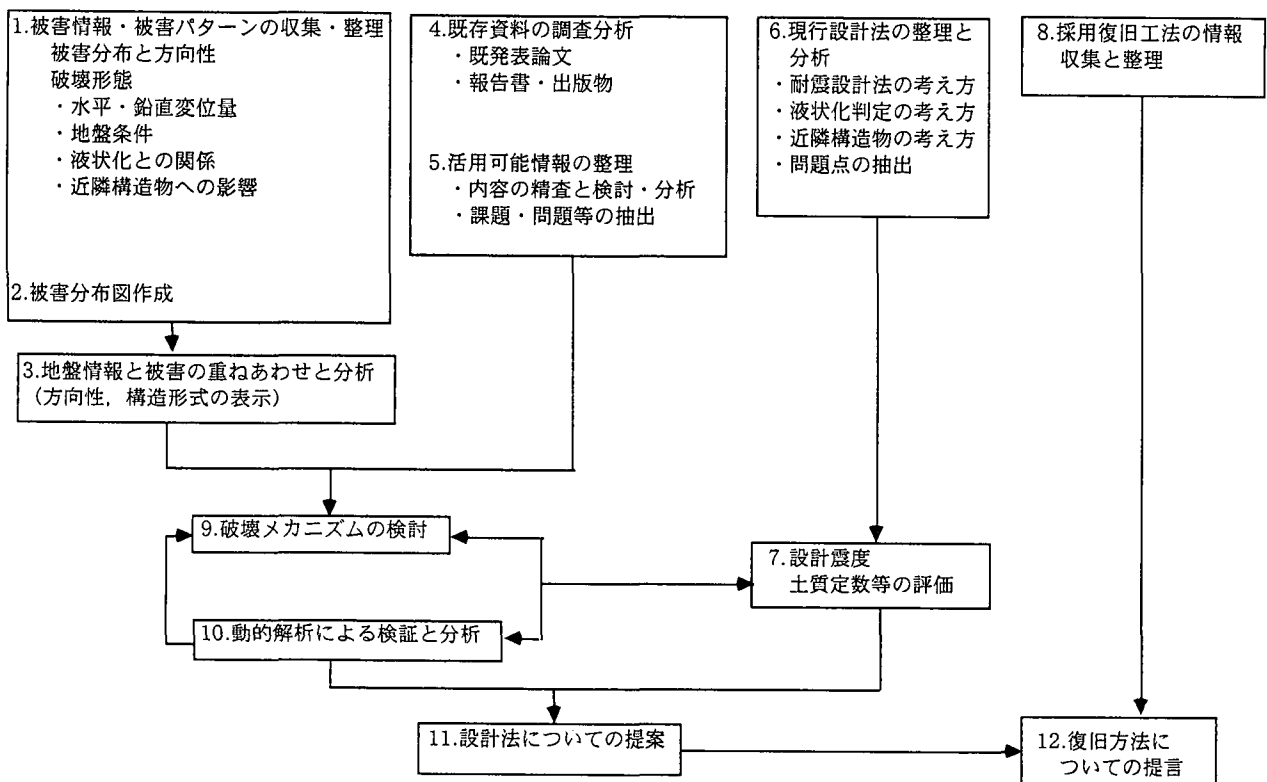 1.被害情報・被害パターンの収集・整理
被害分布と方向性
破壊形態
・水平・鉛直変位量
・地盤条件
・液状化との関係
・近隣構造物への影響
2.被害分布図作成
3.地盤情報と被害の重ねあわせと分析
(方向性, 構造形式の表示)
4.既存資料の調査分析
・既発表論文
・報告書・出版物
5.活用可能情報の整理
・内容の精査と検討・分析
・課題・問題等の抽出
6.現行設計法の整理と
分析
・耐震設計法の考え方
・液状化判定の考え方
・近隣構造物の考え方
・問題点の抽出
8.採用復旧工法の情報
収集と整理
9.破壊メカニズムの検討
7.設計震度
土質定数等の評価
10.動的解析による検証と分析
11.設計法についての提案
12.復旧方法に
ついての提言